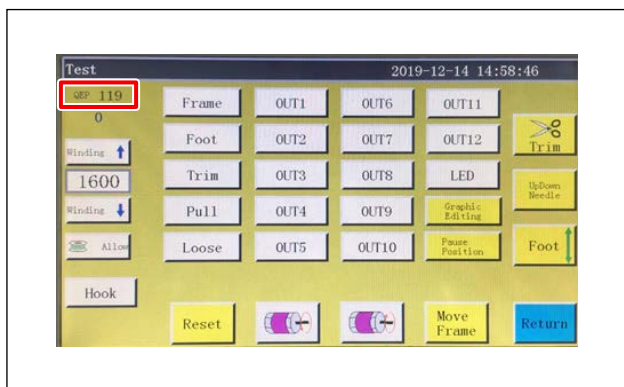 Test 2019-12-14 14:58:46
QEP 119
0
Winding
1600
Winding
Allow
Hook
Frame OUT1 OUT6 OUT11
Foot OUT2 OUT7 OUT12
Trim OUT3 OUT8 LED
Pull OUT4 OUT9 Graphic
Editing
Loose OUT5 OUT10 Pause
Position
Reset
Move
Frame
Trim
UpDown
Needle
Foot
Return